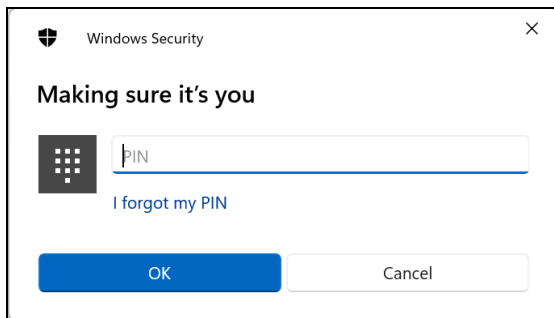 Windows Security
Making sure it's you
PIN
I forgot my PIN
OK
Cancel